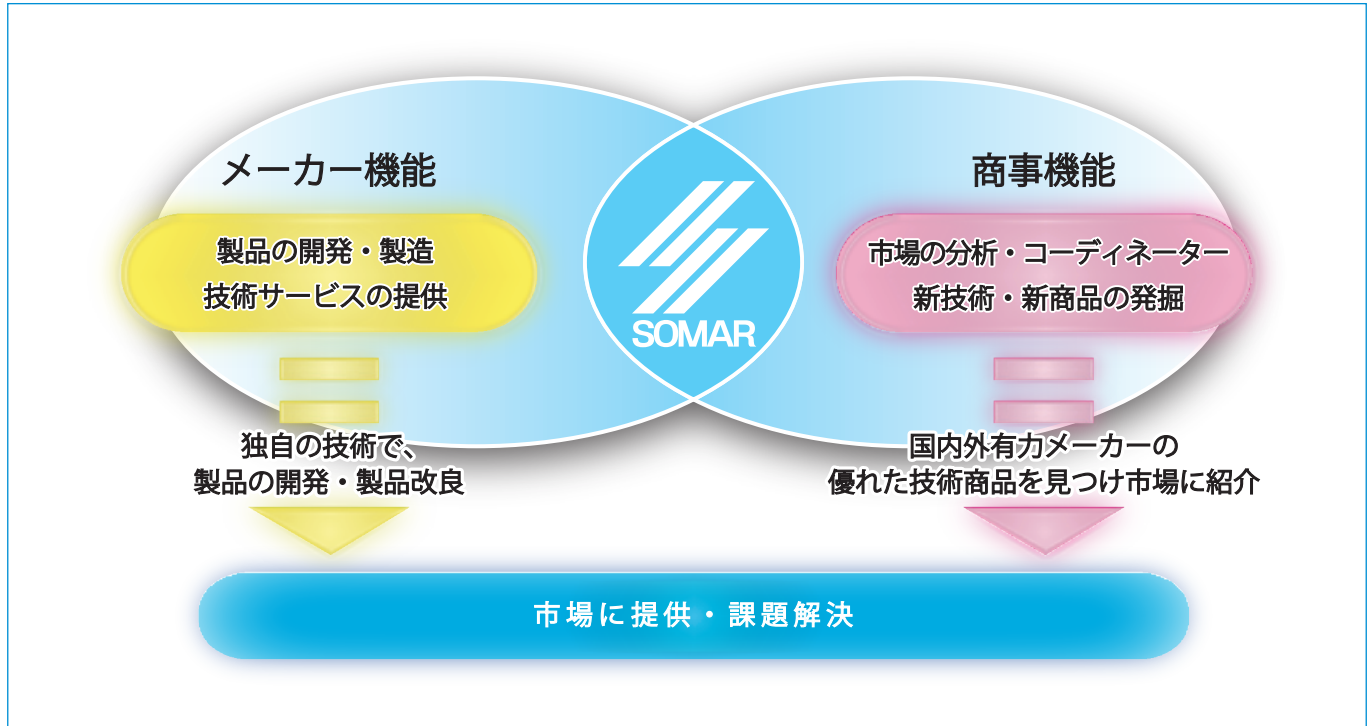 メーカー機能
製品の開発・製造
技術サービスの提供
独自の技術で、
製品の開発・製品改良
SOMAR
商事機能
市場の分析・コーディネーター
新技術・新商品の発掘
国内外有力メーカーの
優れた技術商品を見つけ市場に紹介
市場に提供・課題解決